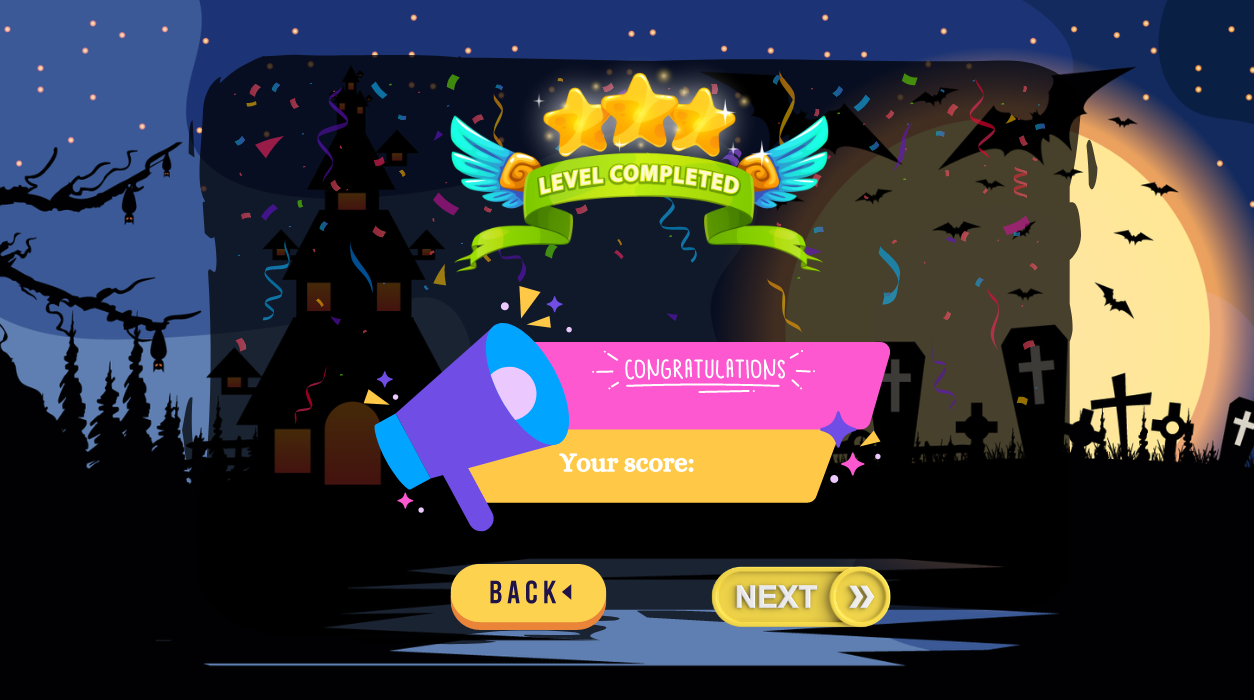 LEVEL COMPLETED
CONGRATULATIONS
Your score:
BACK
NEXT